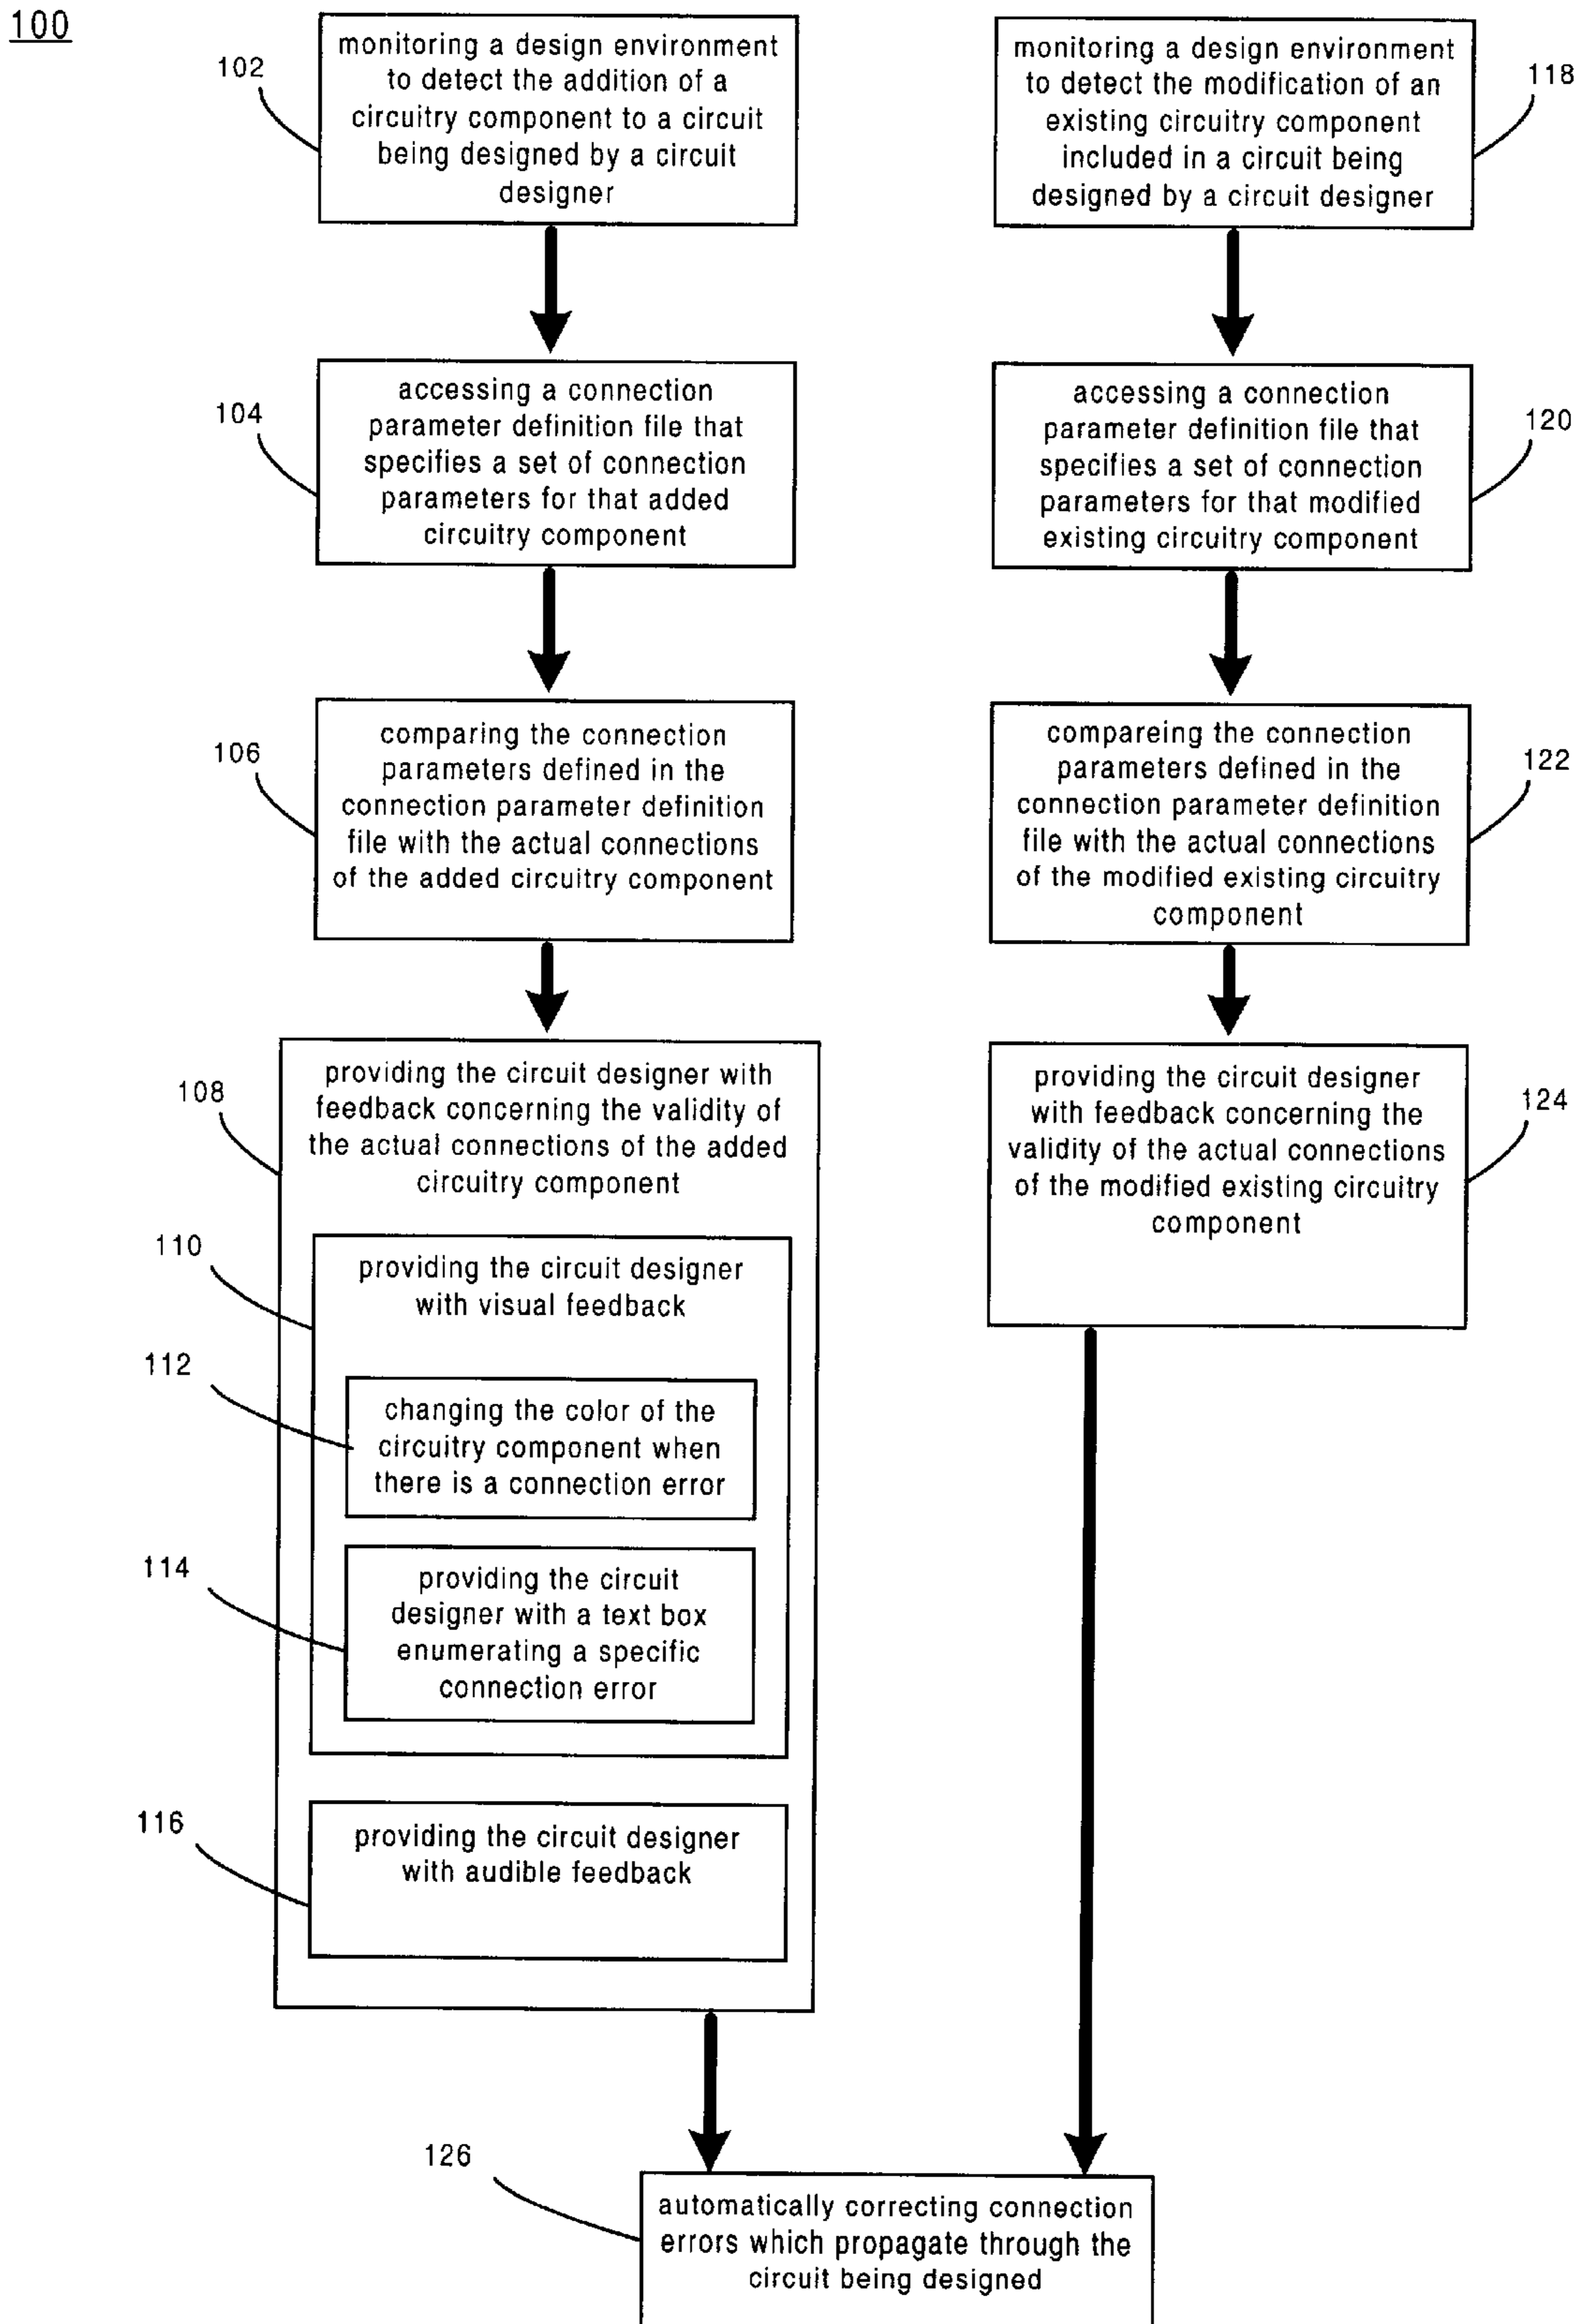 100
102
monitoring a design environment
to detect the addition of a
circuitry component to a circuit
being designed by a circuit
designer
104
accessing a connection
parameter definition file that
specifies a set of connection
parameters for that added
circuitry component
106
comparing the connection
parameters defined in the
connection parameter definition
file with the actual connections
of the added circuitry component
108
providing the circuit designer with
feedback concerning the validity of
the actual connections of the added
circuitry component
110
providing the circuit designer
with visual feedback
112
changing the color of the
circuitry component when
there is a connection error
114
providing the circuit
designer with a text box
enumerating a specific
connection error
116
providing the circuit designer
with audible feedback
118
monitoring a design environment
to detect the modification of an
existing circuitry component
included in a circuit being
designed by a circuit designer
120
accessing a connection
parameter definition file that
specifies a set of connection
parameters for that modified
existing circuitry component
122
compareing the connection
parameters defined in the
connection parameter definition
file with the actual connections
of the modified existing circuitry
component
124
providing the circuit designer
with feedback concerning the
validity of the actual connections
of the modified existing circuitry
component
126
automatically correcting connection
errors which propagate through the
circuit being designed